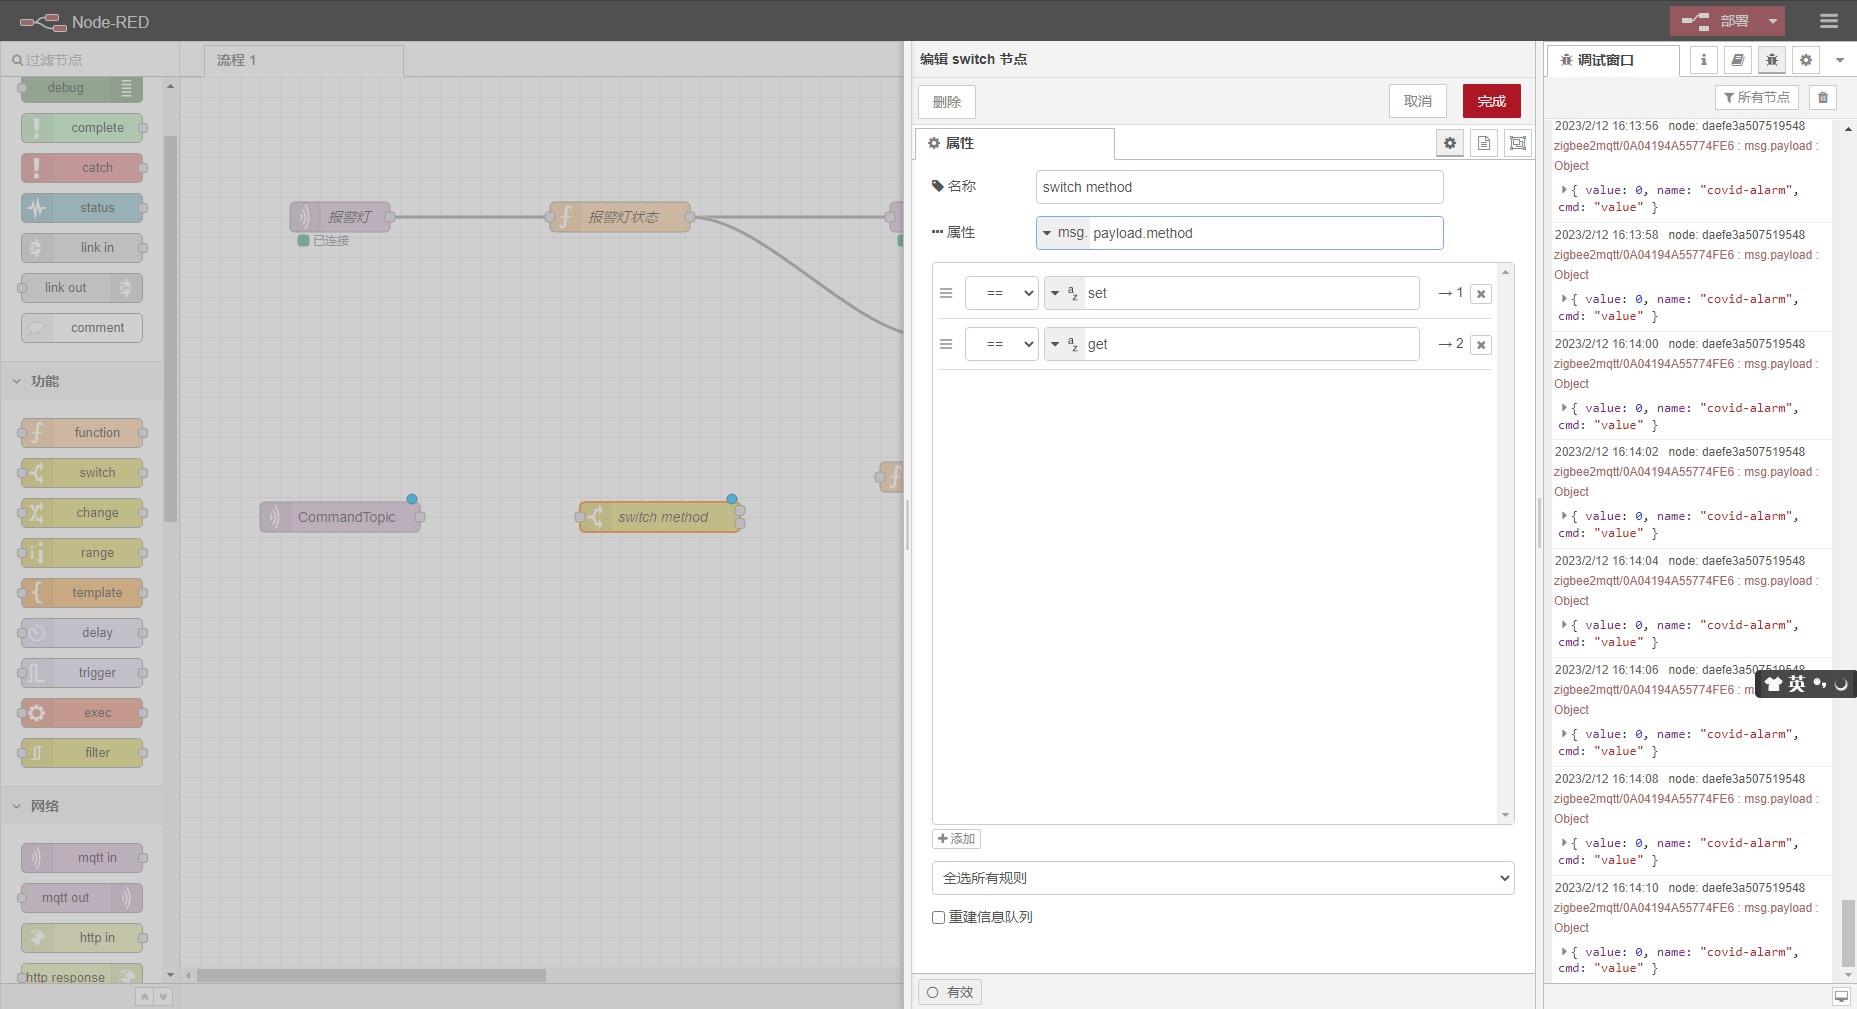 Node-RED
部署
过滤节点
debug
complete
catch
status
link in
link out
comment
功能
function
switch
change
range
template
delay
trigger
exec
filter
网络
mqtt in
mqtt out
http in
http response
流程 1
报警灯
已连接
报警灯状态
CommandTopic
switch method
编辑 switch 节点
删除
取消
完成
属性
名称
switch method
属性
msg. payload.method
== a z set → 1
== a z get → 2
添加
全选所有规则
重建信息队列
有效
调试窗口
所有节点
2023/2/12 16:13:56 node: daefe3a507519548
zigbee2mqtt/0A04194A55774FE6 : msg.payload :
Object
{ value: 0, name: "covid-alarm",
cmd: "value" }
2023/2/12 16:13:58 node: daefe3a507519548
zigbee2mqtt/0A04194A55774FE6 : msg.payload :
Object
{ value: 0, name: "covid-alarm",
cmd: "value" }
2023/2/12 16:14:00 node: daefe3a507519548
zigbee2mqtt/0A04194A55774FE6 : msg.payload :
Object
{ value: 0, name: "covid-alarm",
cmd: "value" }
2023/2/12 16:14:02 node: daefe3a507519548
zigbee2mqtt/0A04194A55774FE6 : msg.payload :
Object
{ value: 0, name: "covid-alarm",
cmd: "value" }
2023/2/12 16:14:04 node: daefe3a507519548
zigbee2mqtt/0A04194A55774FE6 : msg.payload :
Object
{ value: 0, name: "covid-alarm",
cmd: "value" }
2023/2/12 16:14:06 node: daefe3a507519548
zigbee2mqtt/0A04194A55774FE6 : m
英
Object
{ value: 0, name: "covid-alarm",
cmd: "value" }
2023/2/12 16:14:08 node: daefe3a507519548
zigbee2mqtt/0A04194A55774FE6 : msg.payload :
Object
{ value: 0, name: "covid-alarm",
cmd: "value" }
2023/2/12 16:14:10 node: daefe3a507519548
zigbee2mqtt/0A04194A55774FE6 : msg.payload :
Object
{ value: 0, name: "covid-alarm",
cmd: "value" }